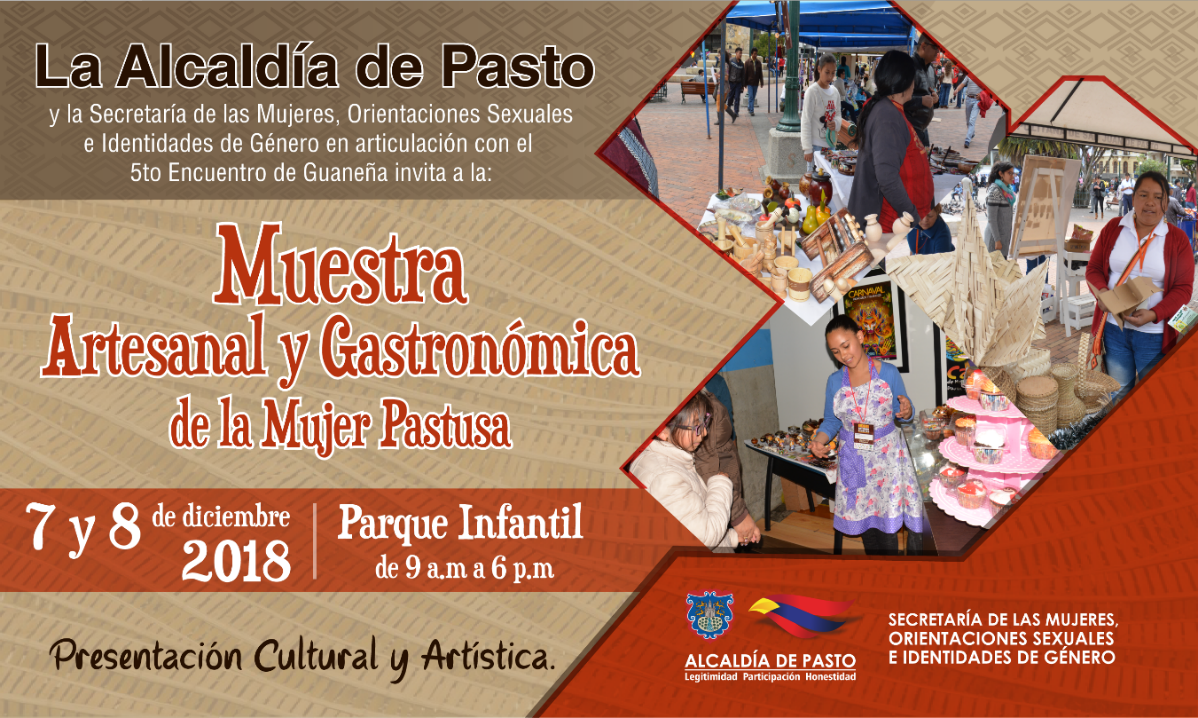 La Alcaldía de Pasto
y la Secretaría de las Mujeres, Orientaciones Sexuales
e Identidades de Género en articulación con el
5to Encuentro de Guaneña invita a la:
Muestra
Artesanal y Gastronómica
de la Mujer Pastusa
7 y 8 de diciembre
2018
Parque Infantil
de 9 a.m a 6 p.m
Presentación Cultural y Artística.
CARNAVAL
ALCALDÍA DE PASTO
Legitimidad Participación Honestidad
SECRETARÍA DE LAS MUJERES,
ORIENTACIONES SEXUALES
E IDENTIDADES DE GÉNERO